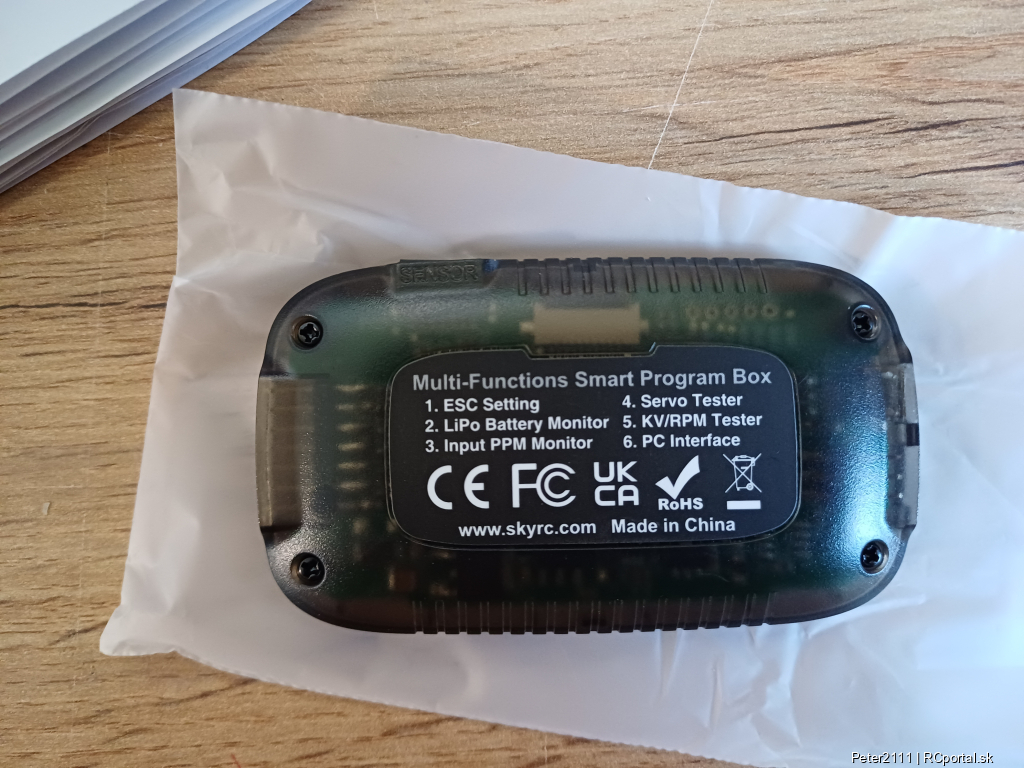 SENSOR
Multi-Functions Smart Program Box
1. ESC Setting
2. LiPo Battery Monitor
3. Input PPM Monitor
4. Servo Tester
5. KV/RPM Tester
6. PC Interface
CE FC UK CA RoHS
www.skyrc.com Made in China
Peter2111 | RCportal.sk